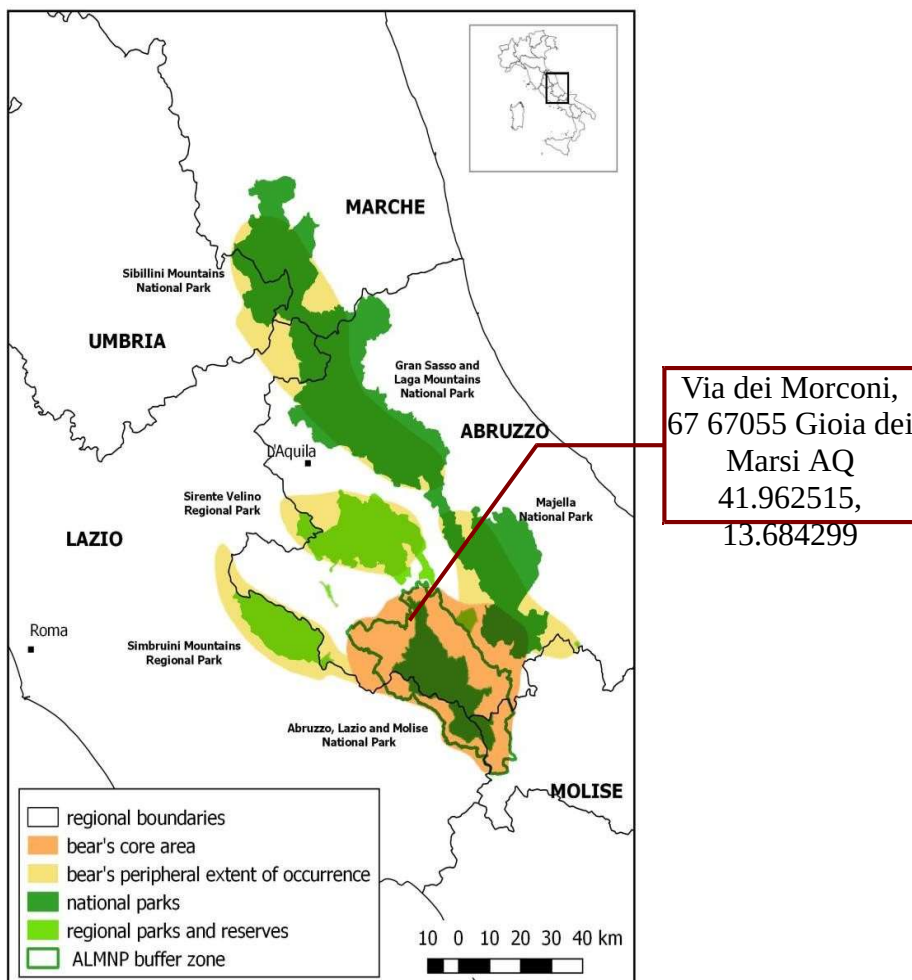 MARCHE
Sibillini Mountains
National Park
UMBRIA
Gran Sasso and
Laga Mountains
National Park
ABRUZZO
L'Aquila
Sirente Velino
Regional Park
Majella
National Park
LAZIO
Roma
Simbruini Mountains
Regional Park
Abruzzo, Lazio and Molise
National Park
MOLISE
Via dei Morconi,
67 67055 Gioia dei
Marsi AQ
41.962515,
13.684299
regional boundaries
bear's core area
bear's peripheral extent of occurrence
national parks
regional parks and reserves
ALMNP buffer zone
10 0 10 20 30 40 km